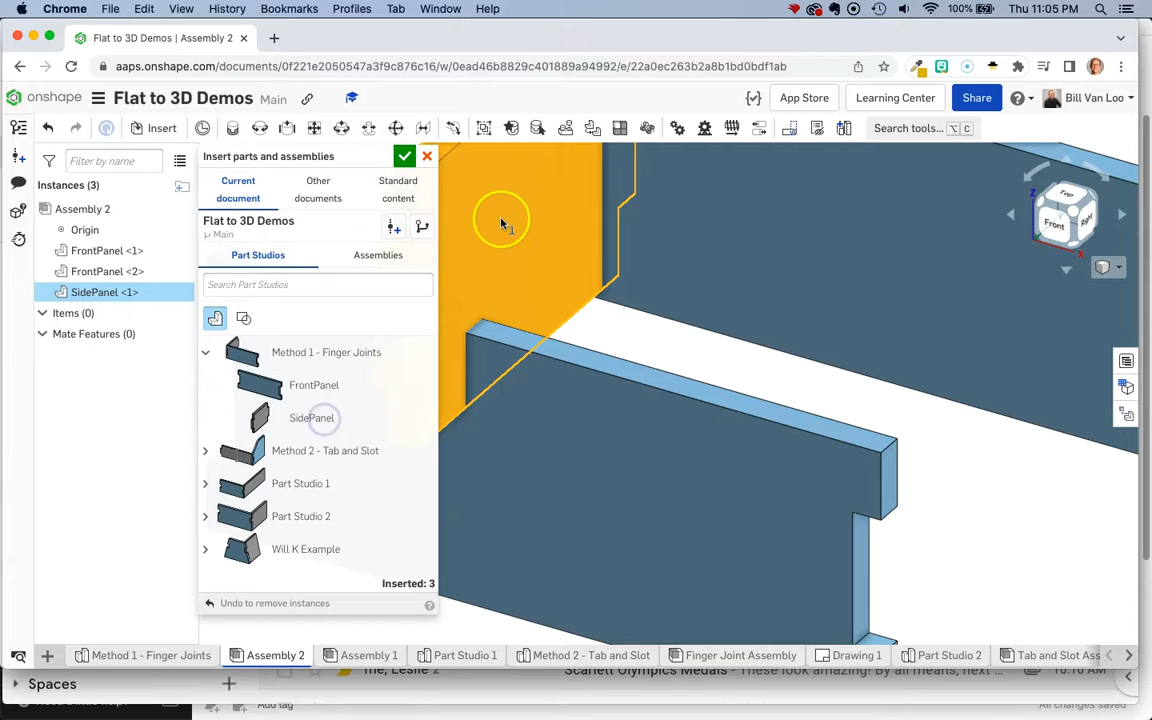 Chrome File Edit View History Bookmarks Profiles Tab Window Help 100% Thu 11:05 PM
Flat to 3D Demos | Assembly 2
aaps.onshape.com/documents/0f221e2050547a3f9c876c16/w/0ead46b8829c401889a94992/e/22a0ec263b2a8b1bd0bdf1ab
onshape Flat to 3D Demos Main App Store Learning Center Share Bill Van Loo
Insert Search tools... ⌥ C
Filter by name
Instances (3)
Assembly 2
Origin
FrontPanel <1>
FrontPanel <2>
SidePanel <1>
Items (0)
Mate Features (0)
Insert parts and assemblies
Current document
Other documents
Standard content
Flat to 3D Demos
Main
Part Studios Assemblies
Search Part Studios
Method 1 - Finger Joints
FrontPanel
SidePanel
Method 2 - Tab and Slot
Part Studio 1
Part Studio 2
Will K Example
Inserted: 3
Undo to remove instances
1
Z
X
Top
Front
Right
Method 1 - Finger Joints Assembly 2 Assembly 1 Part Studio 1 Method 2 - Tab and Slot Finger Joint Assembly Drawing 1 Part Studio 2 Tab and Slot Ass
Spaces
Add tag
All changes saved